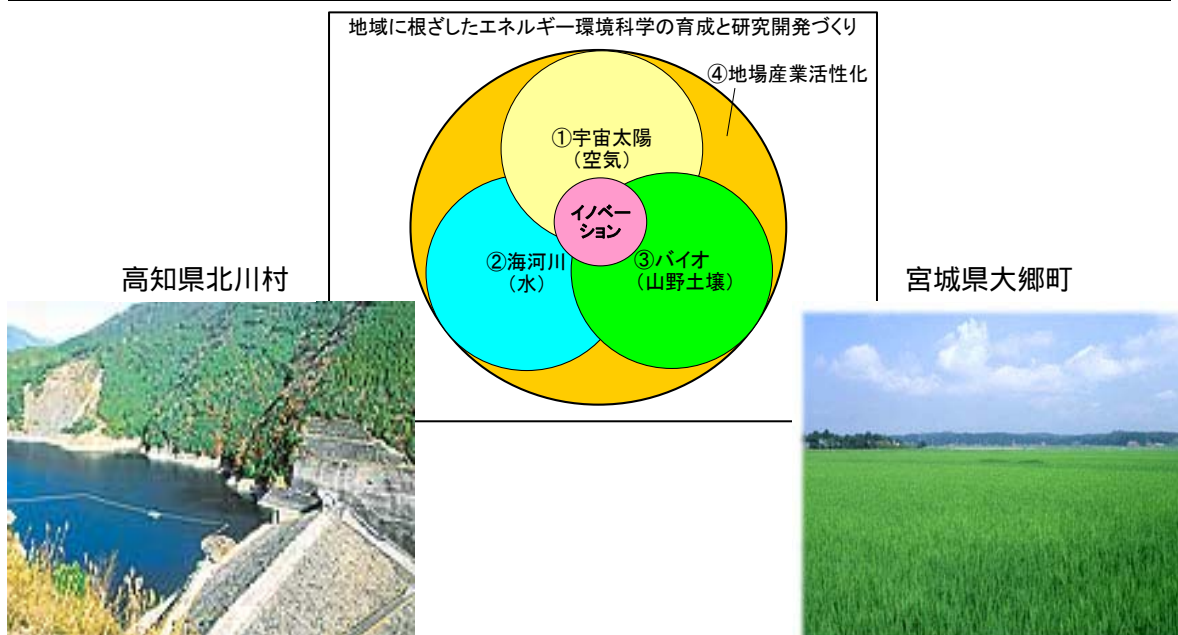 地域に根ざしたエネルギー環境科学の育成と研究開発づくり
④地場産業活性化
①宇宙太陽
（空気）
イノベー
ション
②海河川
（水）
③バイオ
（山野土壌）
高知県北川村
宮城県大郷町